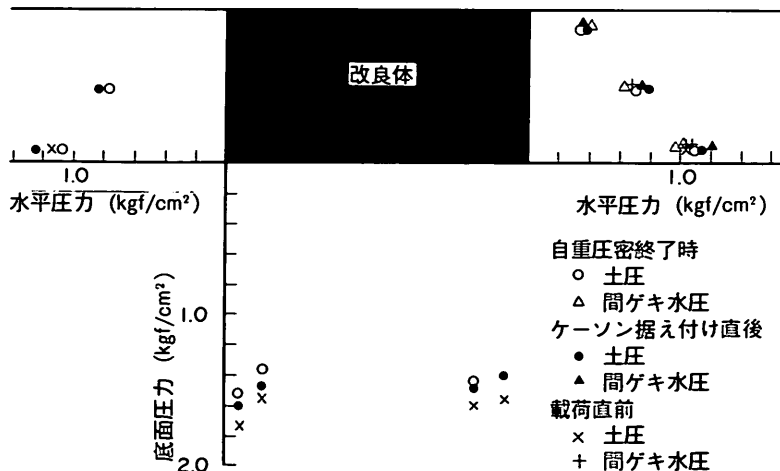 改良体
1.0
1.0
水平圧力 (kgf/cm²)
水平圧力 (kgf/cm²)
底面圧力 (kgf/cm²)
1.0
2.0
自重圧密終了時
○ 土圧
△ 間ゲキ水圧
ケーソン据え付け直後
● 土圧
▲ 間ゲキ水圧
載荷直前
× 土圧
+ 間ゲキ水圧